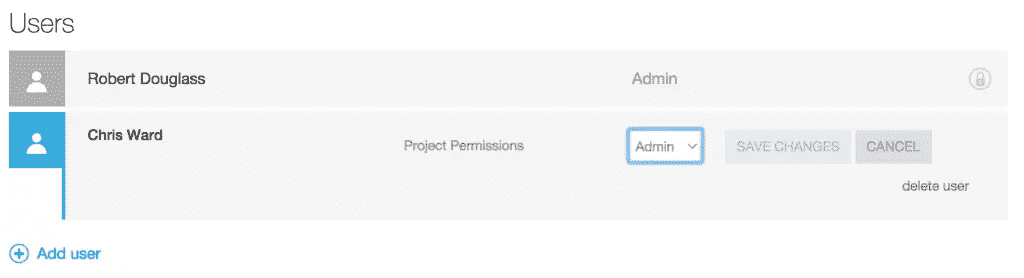 Users
Robert Douglass Admin
Chris Ward
Project Permissions Admin SAVE CHANGES CANCEL
delete user
Add user